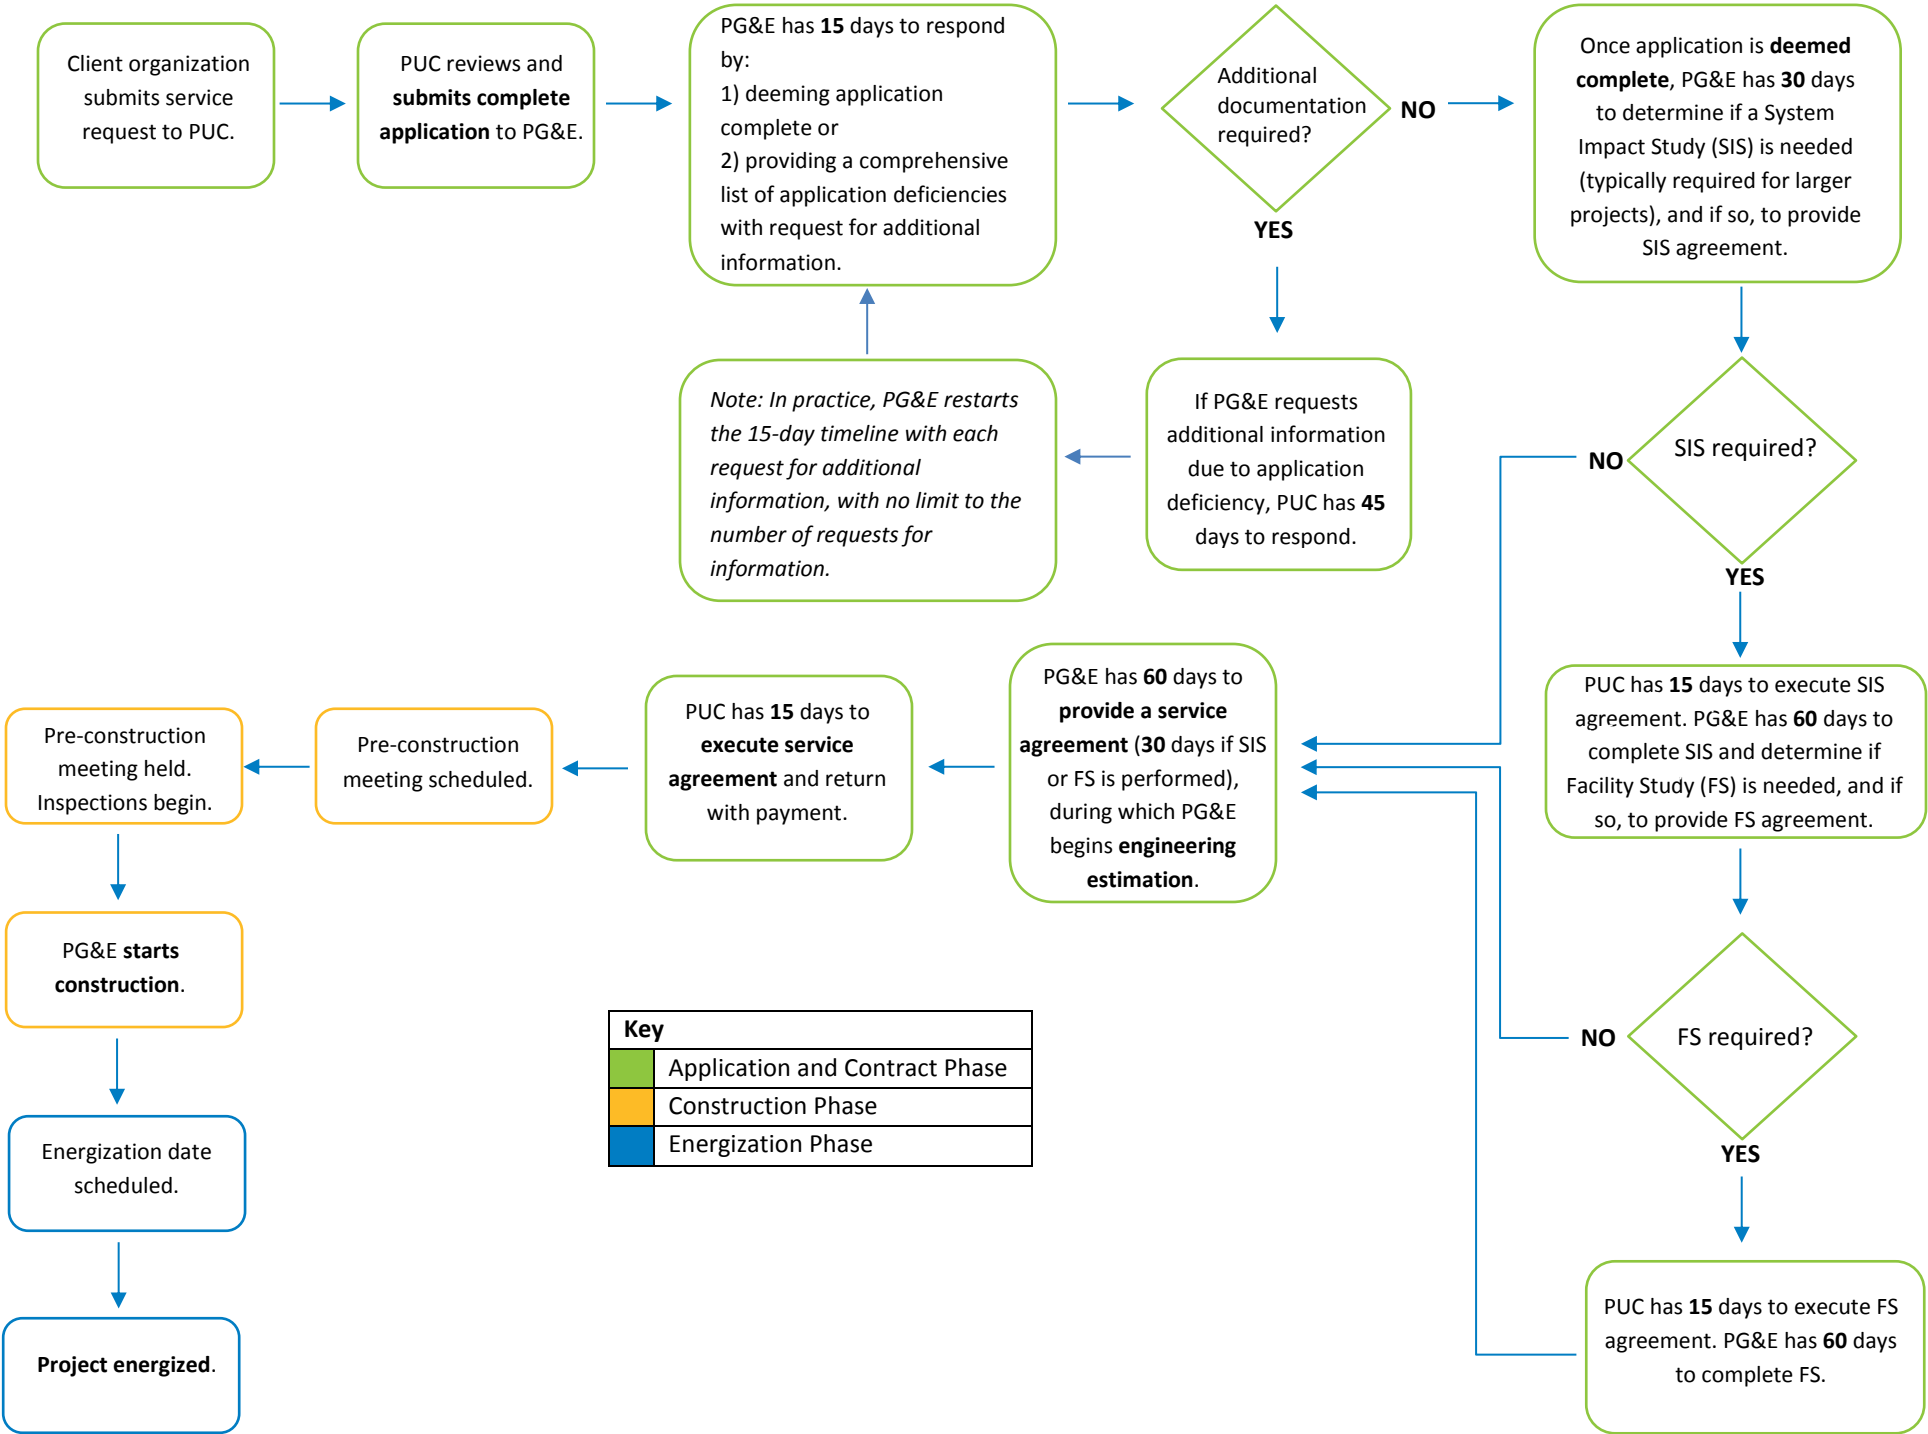 Client organization
submits service
request to PUC.
PUC reviews and
submits complete
application to PG&E.
PG&E has 15 days to respond
by:
1) deeming application
complete or
2) providing a comprehensive
list of application deficiencies
with request for additional
information.
Additional
documentation
required?
NO
YES
Once application is deemed
complete, PG&E has 30 days
to determine if a System
Impact Study (SIS) is needed
(typically required for larger
projects), and if so, to provide
SIS agreement.
If PG&E requests
additional information
due to application
deficiency, PUC has 45
days to respond.
Note: In practice, PG&E restarts
the 15-day timeline with each
request for additional
information, with no limit to the
number of requests for
information.
SIS required?
NO
YES
PUC has 15 days to execute SIS
agreement. PG&E has 60 days to
complete SIS and determine if
Facility Study (FS) is needed, and if
so, to provide FS agreement.
FS required?
NO
YES
PUC has 15 days to execute FS
agreement. PG&E has 60 days
to complete FS.
PG&E has 60 days to
provide a service
agreement (30 days if SIS
or FS is performed),
during which PG&E
begins engineering
estimation.
PUC has 15 days to
execute service
agreement and return
with payment.
Pre-construction
meeting scheduled.
Pre-construction
meeting held.
Inspections begin.
PG&E starts
construction.
Energization date
scheduled.
Project energized.
Key
Application and Contract Phase
Construction Phase
Energization Phase